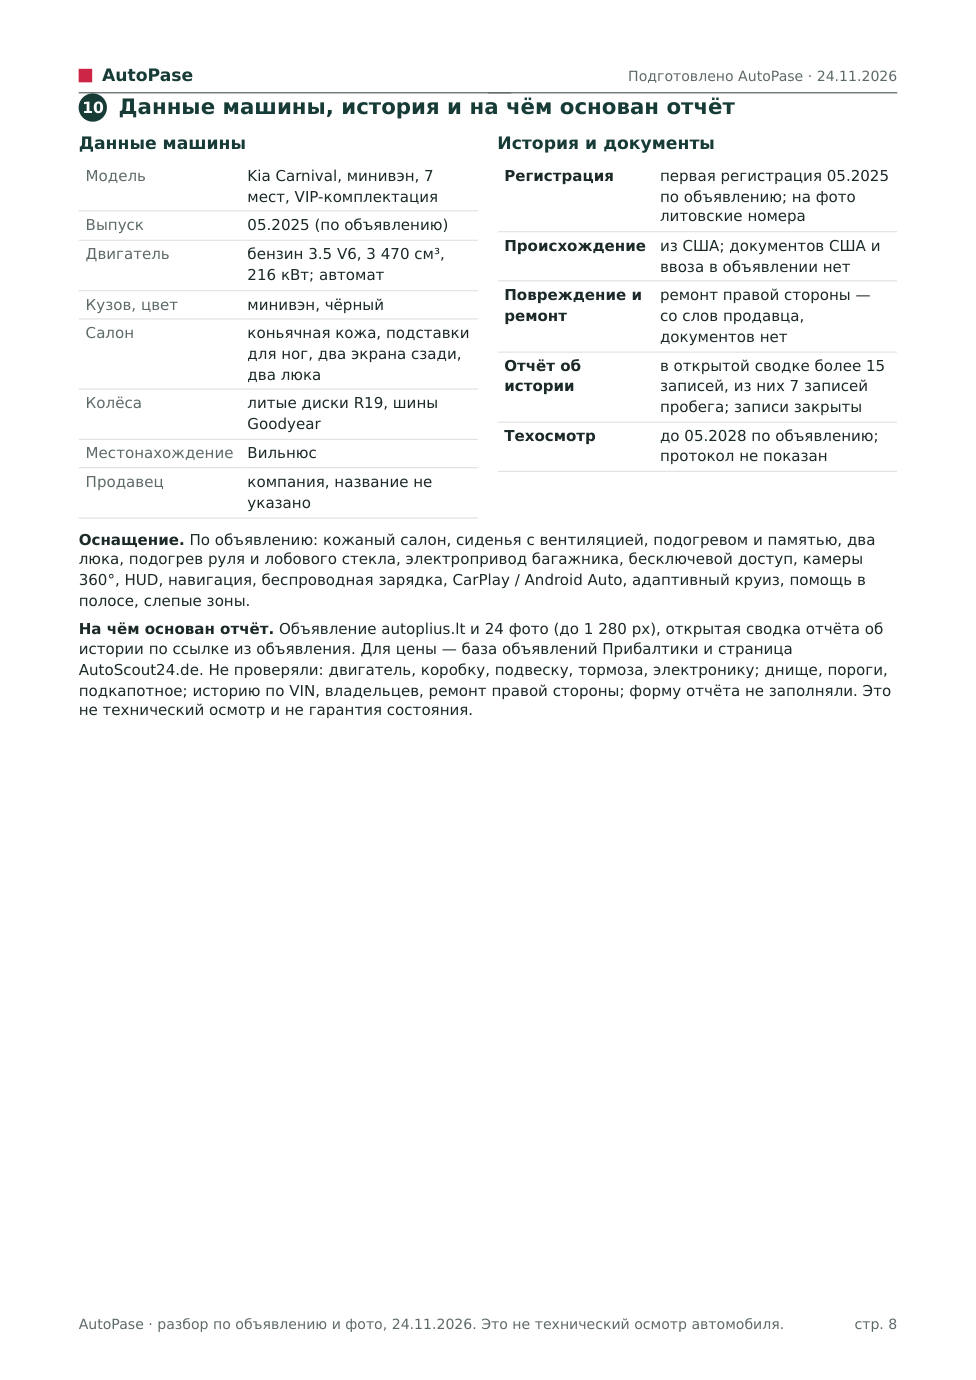 AutoPase
Подготовлено AutoPase · 24.11.2026
10 Данные машины, история и на чём основан отчёт
Данные машины
Модель Kia Carnival, минивэн, 7
мест, VIP-комплектация
Выпуск 05.2025 (по объявлению)
Двигатель бензин 3.5 V6, 3 470 см³,
216 кВт; автомат
Кузов, цвет минивэн, чёрный
Салон коньячная кожа, подставки
для ног, два экрана сзади,
два люка
Колёса литые диски R19, шины
Goodyear
Местонахождение Вильнюс
Продавец компания, название не
указано
История и документы
Регистрация первая регистрация 05.2025
по объявлению; на фото
литовские номера
Происхождение из США; документов США и
ввоза в объявлении нет
Повреждение и ремонт правой стороны —
ремонт со слов продавца,
документов нет
Отчёт об в открытой сводке более 15
истории записей, из них 7 записей
пробега; записи закрыты
Техосмотр до 05.2028 по объявлению;
протокол не показан
Оснащение. По объявлению: кожаный салон, сиденья с вентиляцией, подогревом и памятью, два
люка, подогрев руля и лобового стекла, электропривод багажника, бесключевой доступ, камеры
360°, HUD, навигация, беспроводная зарядка, CarPlay / Android Auto, адаптивный круиз, помощь в
полосе, слепые зоны.
На чём основан отчёт. Объявление autoplius.lt и 24 фото (до 1 280 px), открытая сводка отчёта об
истории по ссылке из объявления. Для цены — база объявлений Прибалтики и страница
AutoScout24.de. Не проверяли: двигатель, коробку, подвеску, тормоза, электронику; днище, пороги,
подкапотное; историю по VIN, владельцев, ремонт правой стороны; форму отчёта не заполняли. Это
не технический осмотр и не гарантия состояния.
AutoPase · разбор по объявлению и фото, 24.11.2026. Это не технический осмотр автомобиля.
стр. 8